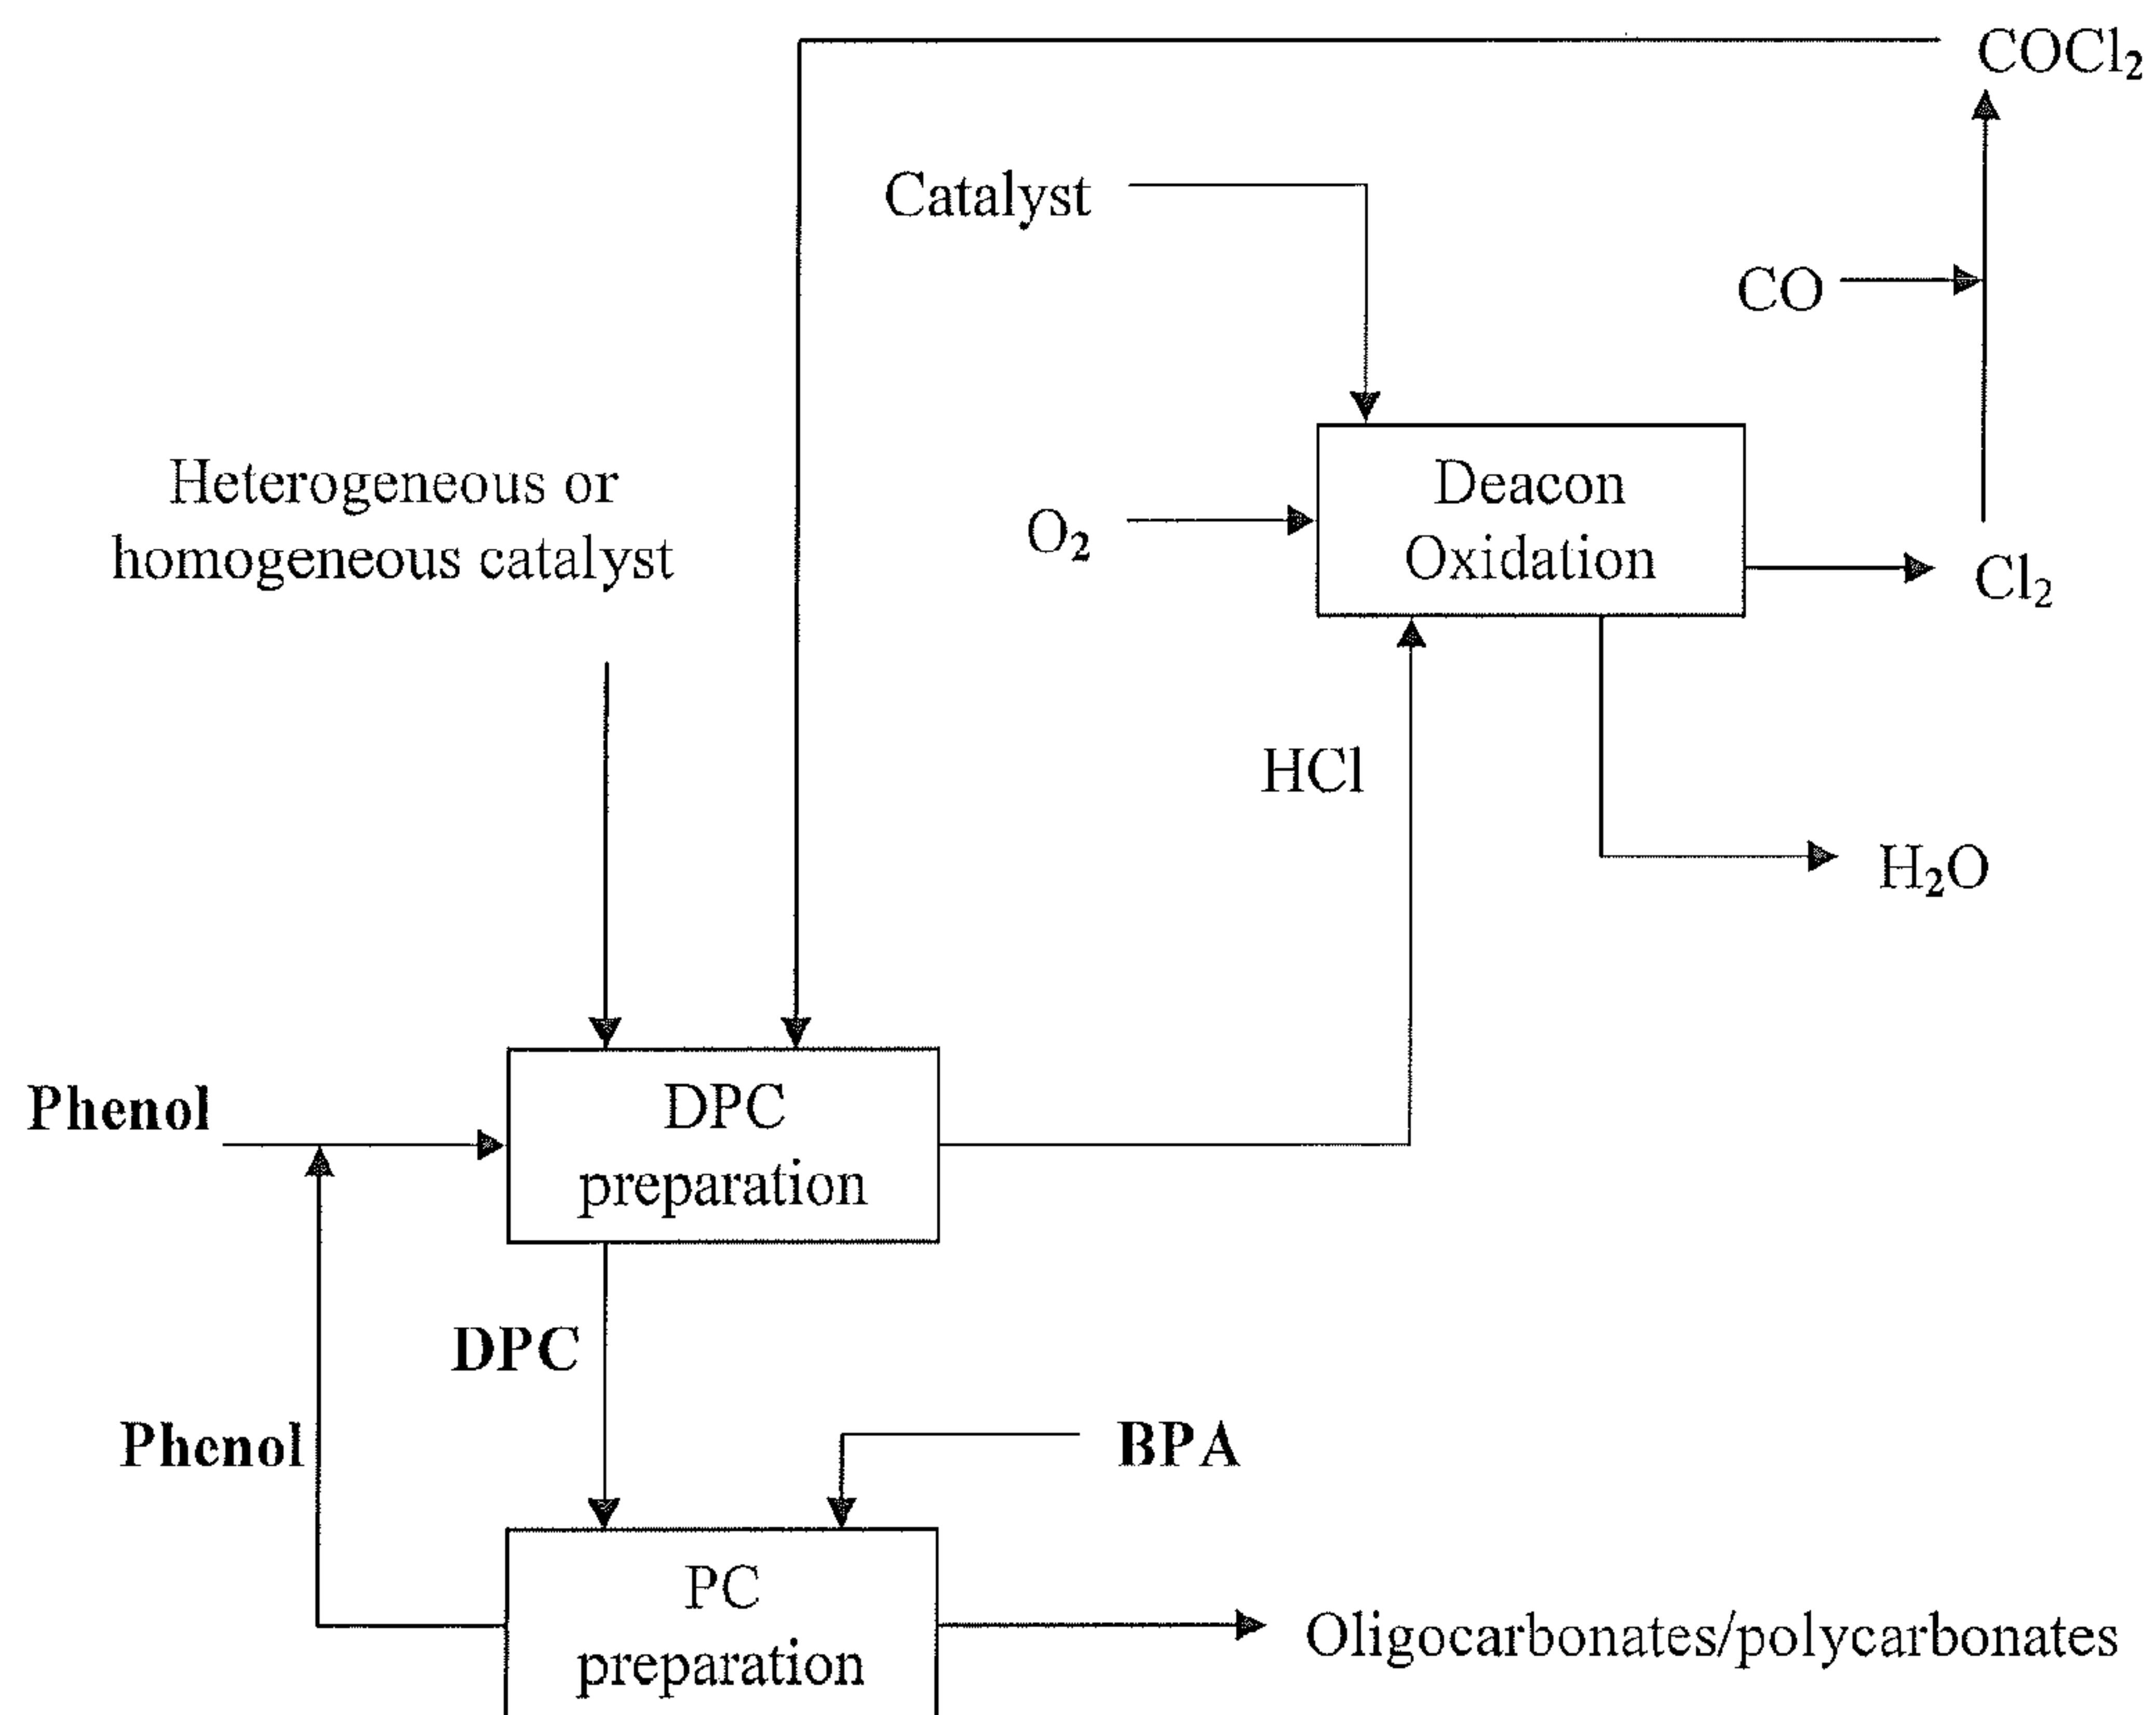 COCl₂
Catalyst
CO
Heterogeneous or
homogeneous catalyst
O₂
Deacon
Oxidation
Cl₂
HCl
H₂O
Phenol
DPC
preparation
DPC
Phenol
BPA
PC
preparation
Oligocarbonates/polycarbonates